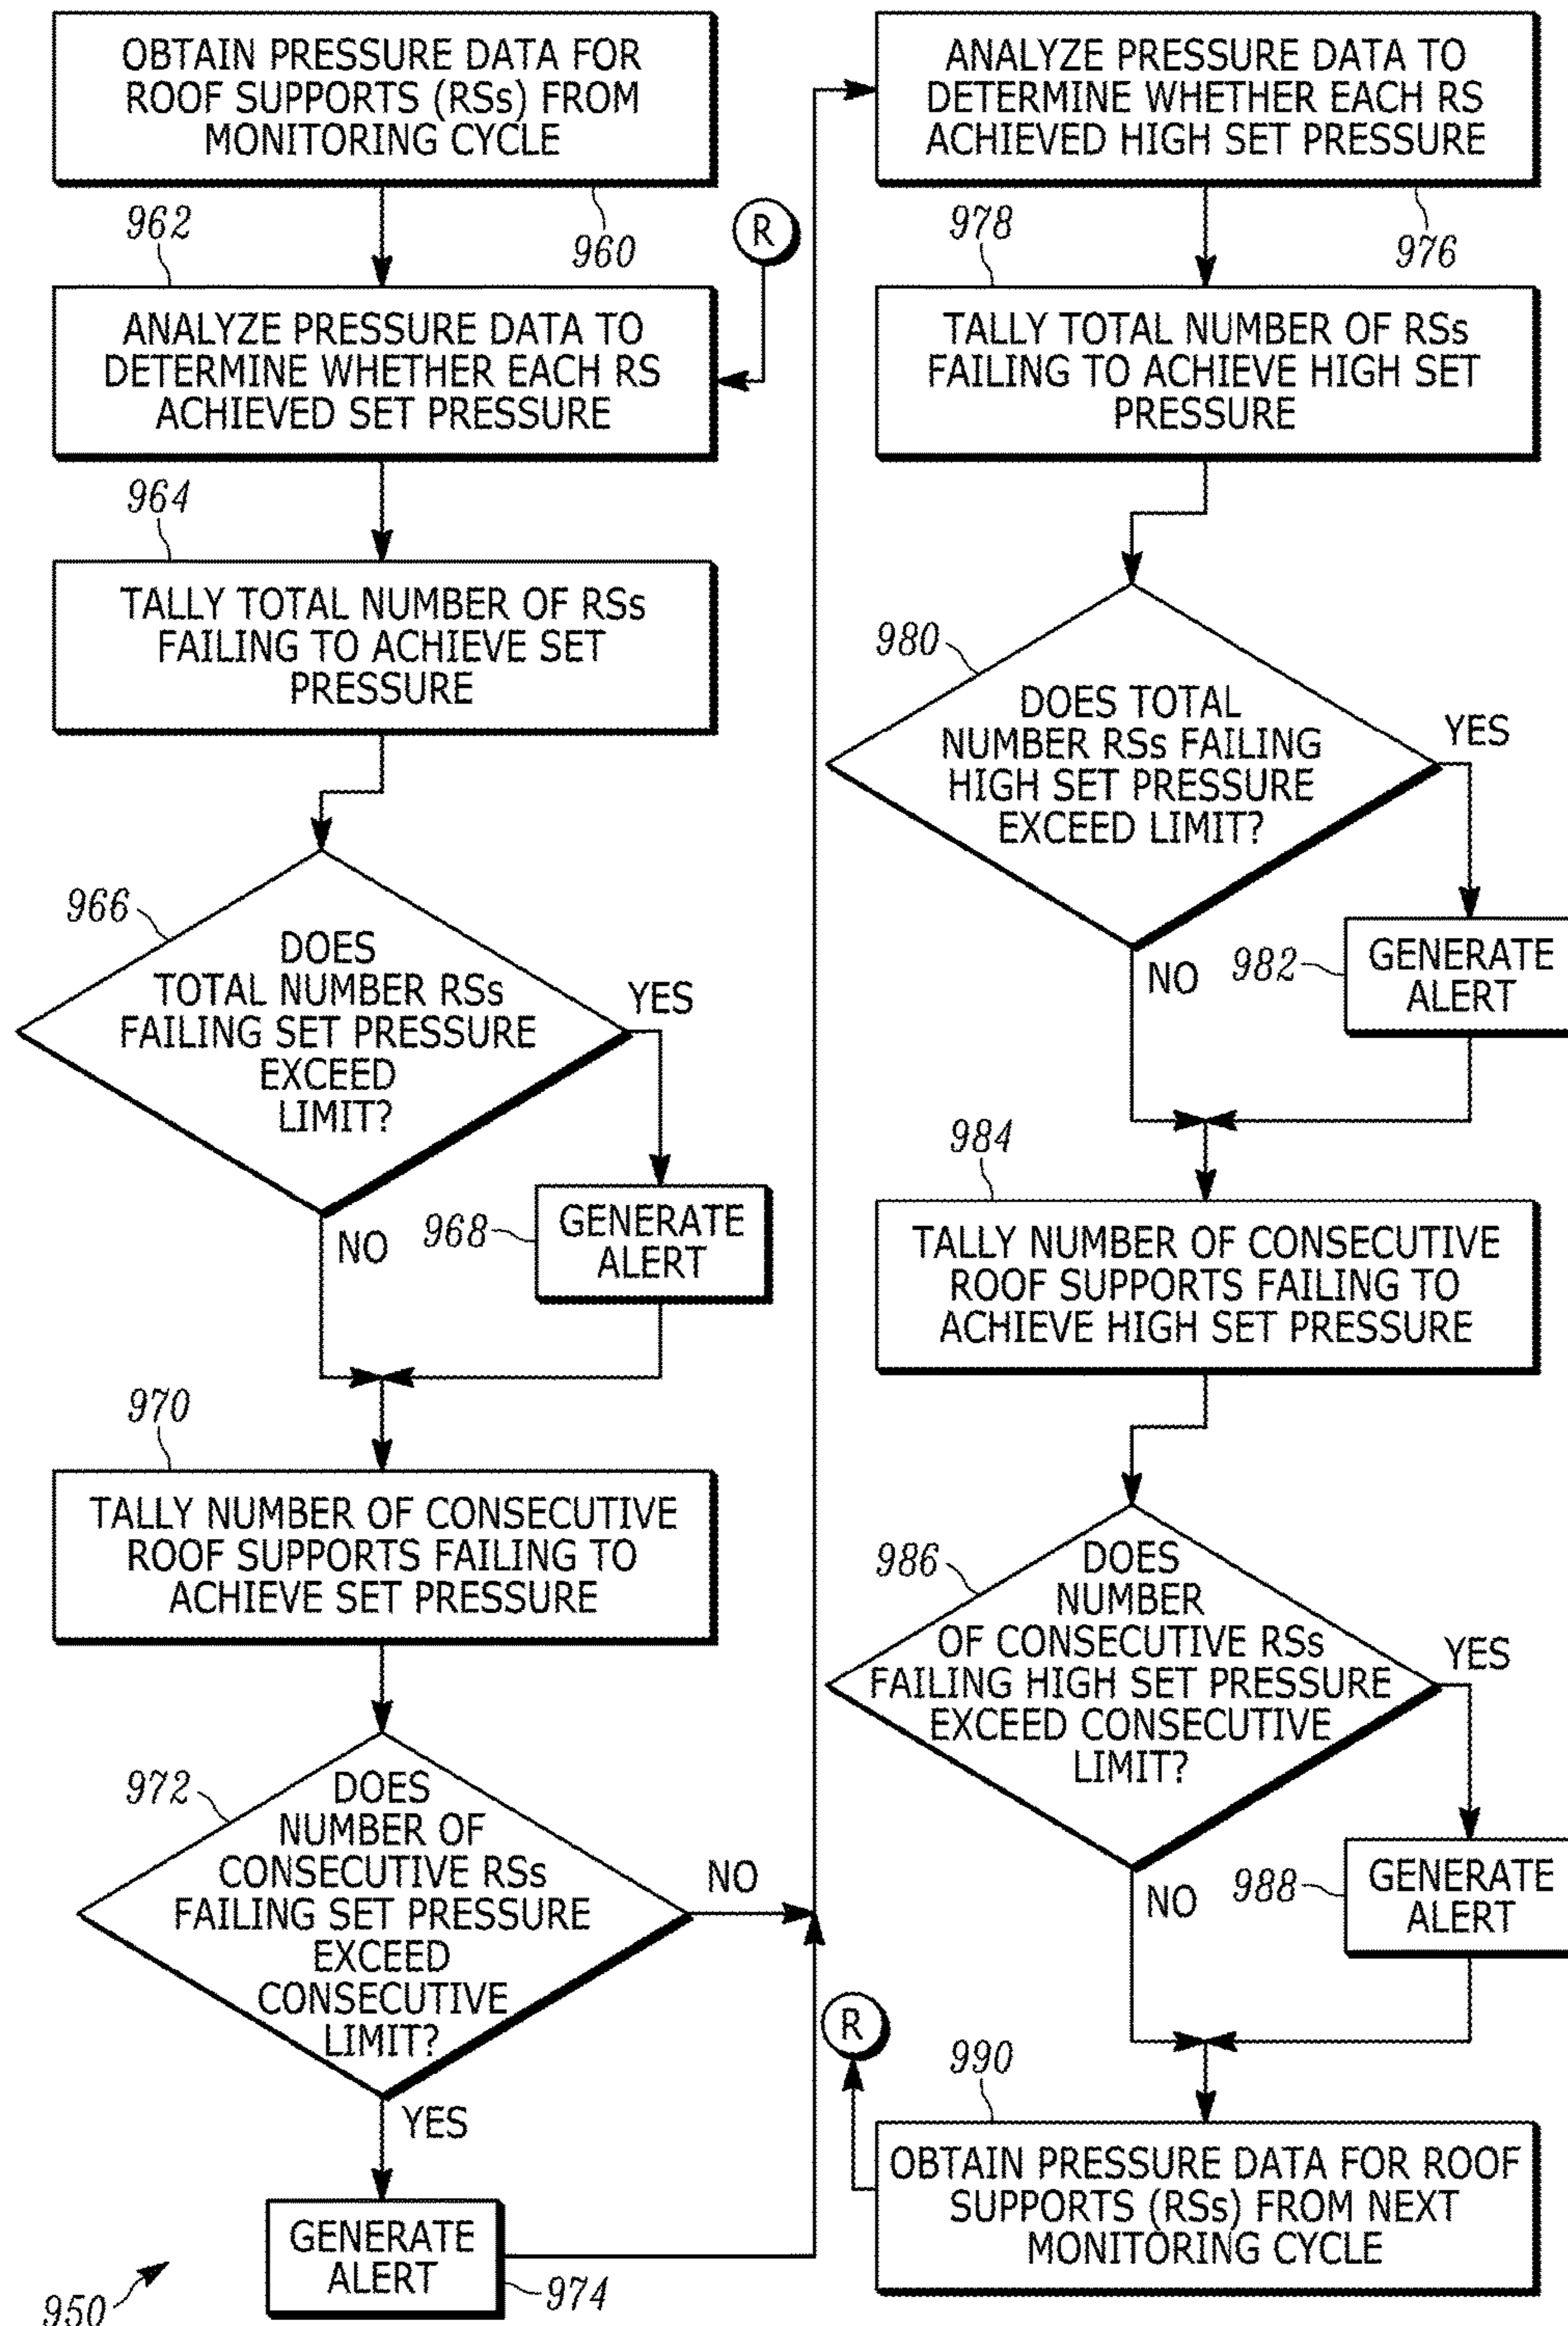 OBTAIN PRESSURE DATA FOR
ROOF SUPPORTS (RSs) FROM
MONITORING CYCLE
960
R
962
ANALYZE PRESSURE DATA TO
DETERMINE WHETHER EACH RS
ACHIEVED SET PRESSURE
964
TALLY TOTAL NUMBER OF RSs
FAILING TO ACHIEVE SET
PRESSURE
966
DOES
TOTAL NUMBER RSs
FAILING SET PRESSURE
EXCEED
LIMIT?
YES
NO
968
GENERATE
ALERT
970
TALLY NUMBER OF CONSECUTIVE
ROOF SUPPORTS FAILING TO
ACHIEVE SET PRESSURE
972
DOES
NUMBER OF
CONSECUTIVE RSs
FAILING SET PRESSURE
EXCEED
CONSECUTIVE
LIMIT?
NO
YES
GENERATE
ALERT
974
950
ANALYZE PRESSURE DATA TO
DETERMINE WHETHER EACH RS
ACHIEVED HIGH SET PRESSURE
976
978
TALLY TOTAL NUMBER OF RSs
FAILING TO ACHIEVE HIGH SET
PRESSURE
980
DOES TOTAL
NUMBER RSs FAILING
HIGH SET PRESSURE
EXCEED LIMIT?
YES
NO
982
GENERATE
ALERT
984
TALLY NUMBER OF CONSECUTIVE
ROOF SUPPORTS FAILING TO
ACHIEVE HIGH SET PRESSURE
986
DOES
NUMBER
OF CONSECUTIVE RSs
FAILING HIGH SET PRESSURE
EXCEED CONSECUTIVE
LIMIT?
YES
NO
988
GENERATE
ALERT
R
990
OBTAIN PRESSURE DATA FOR ROOF
SUPPORTS (RSs) FROM NEXT
MONITORING CYCLE